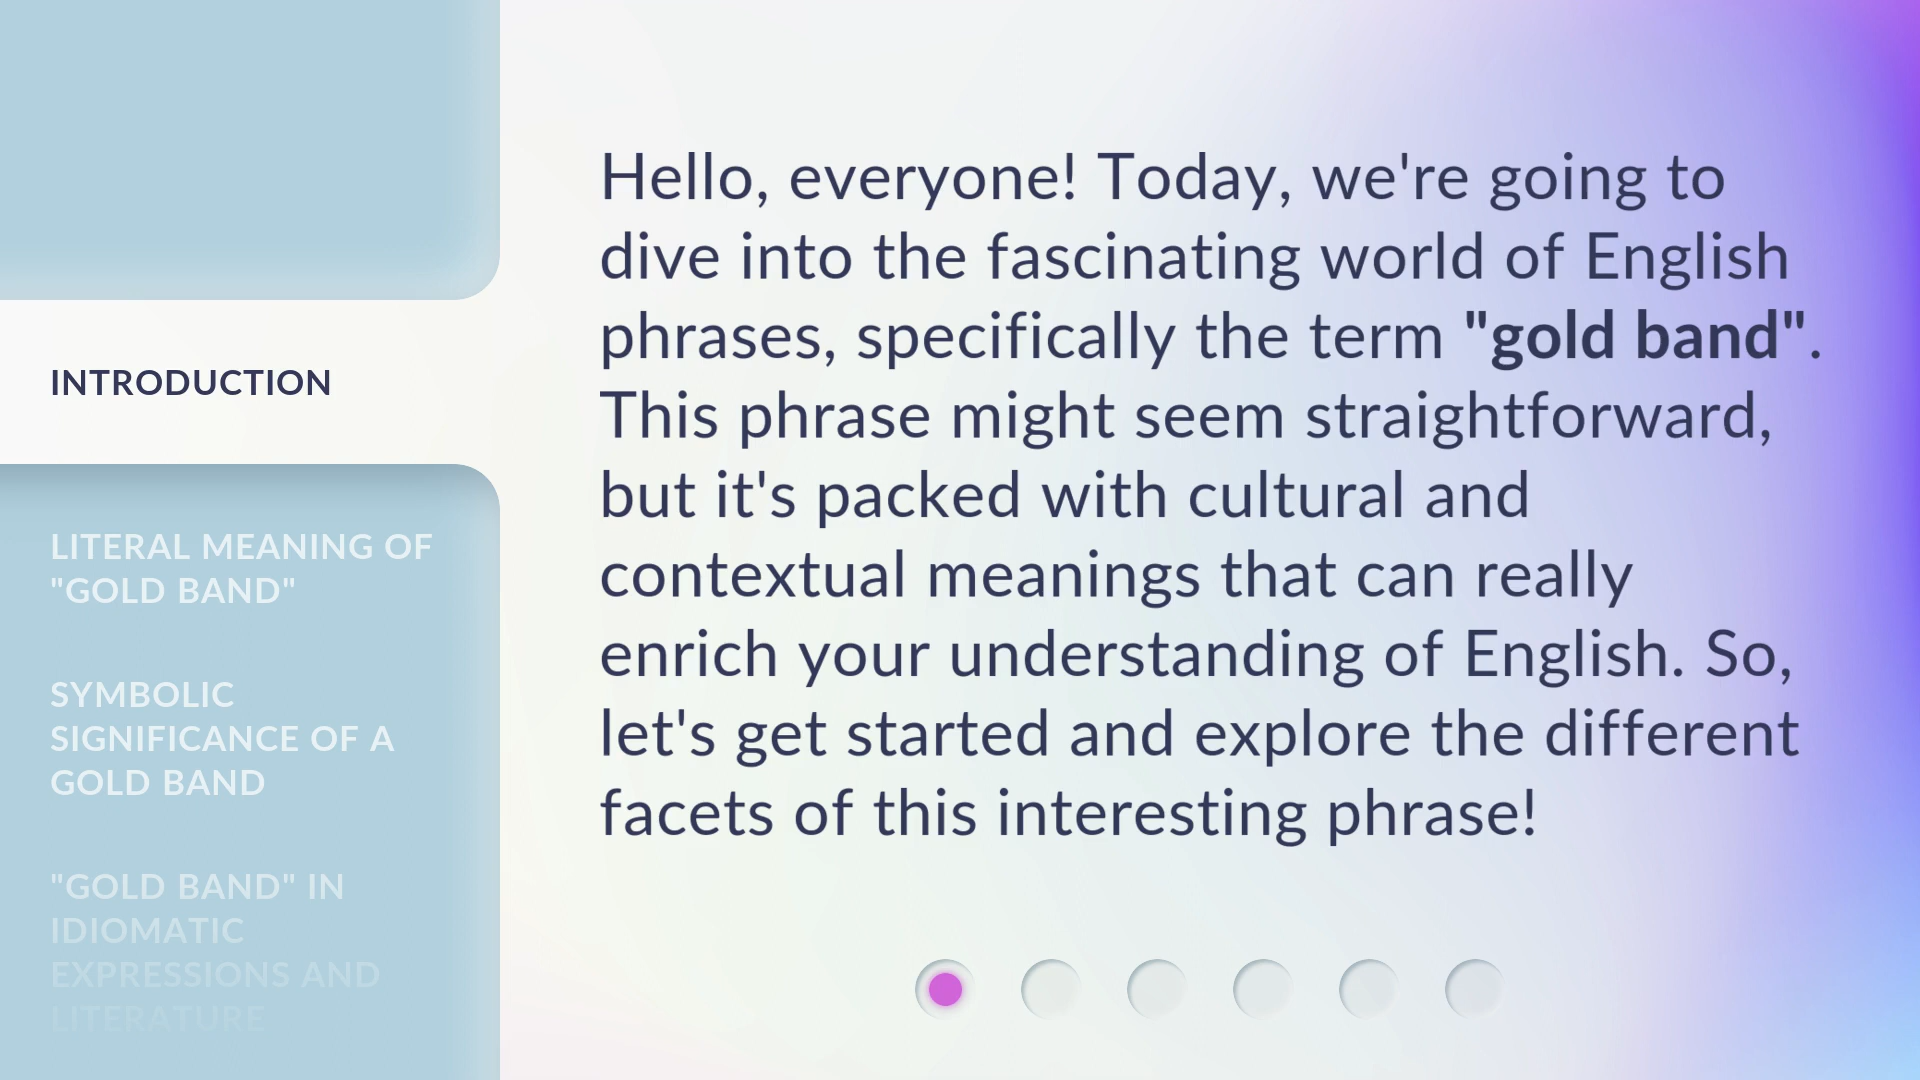 INTRODUCTION
LITERAL MEANING OF
"GOLD BAND"
SYMBOLIC
SIGNIFICANCE OF A
GOLD BAND
"GOLD BAND" IN
IDIOMATIC
EXPRESSIONS AND
LITERATURE
Hello, everyone! Today, we're going to
dive into the fascinating world of English
phrases, specifically the term "gold band".
This phrase might seem straightforward,
but it's packed with cultural and
contextual meanings that can really
enrich your understanding of English. So,
let's get started and explore the different
facets of this interesting phrase!